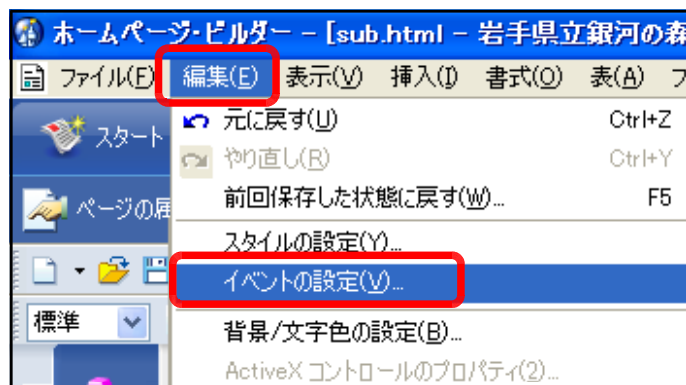 ホームページ・ビルダー - [sub.html - 岩手県立銀河の森
ファイル(F) 編集(E) 表示(V) 挿入(I) 書式(O) 表(A)
スタート
元に戻す(U) Ctrl+Z
やり直し(R) Ctrl+Y
ページの属
前回保存した状態に戻す(W)... F5
スタイルの設定(Y)...
イベントの設定(V)...
標準
背景/文字色の設定(B)...
ActiveX コントロールのプロパティ(2)...